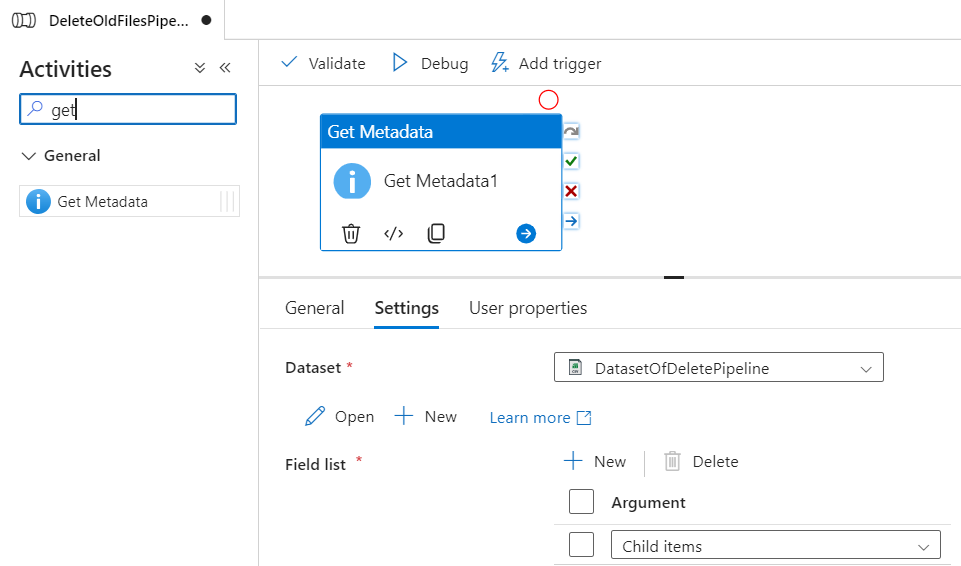 DeleteOldFilesPipe...
Activities
get
General
Get Metadata
Validate
Debug
Add trigger
Get Metadata
Get Metadata1
General
Settings
User properties
Dataset *
DatasetOfDeletePipeline
Open
New
Learn more
Field list *
New
Delete
Argument
Child items